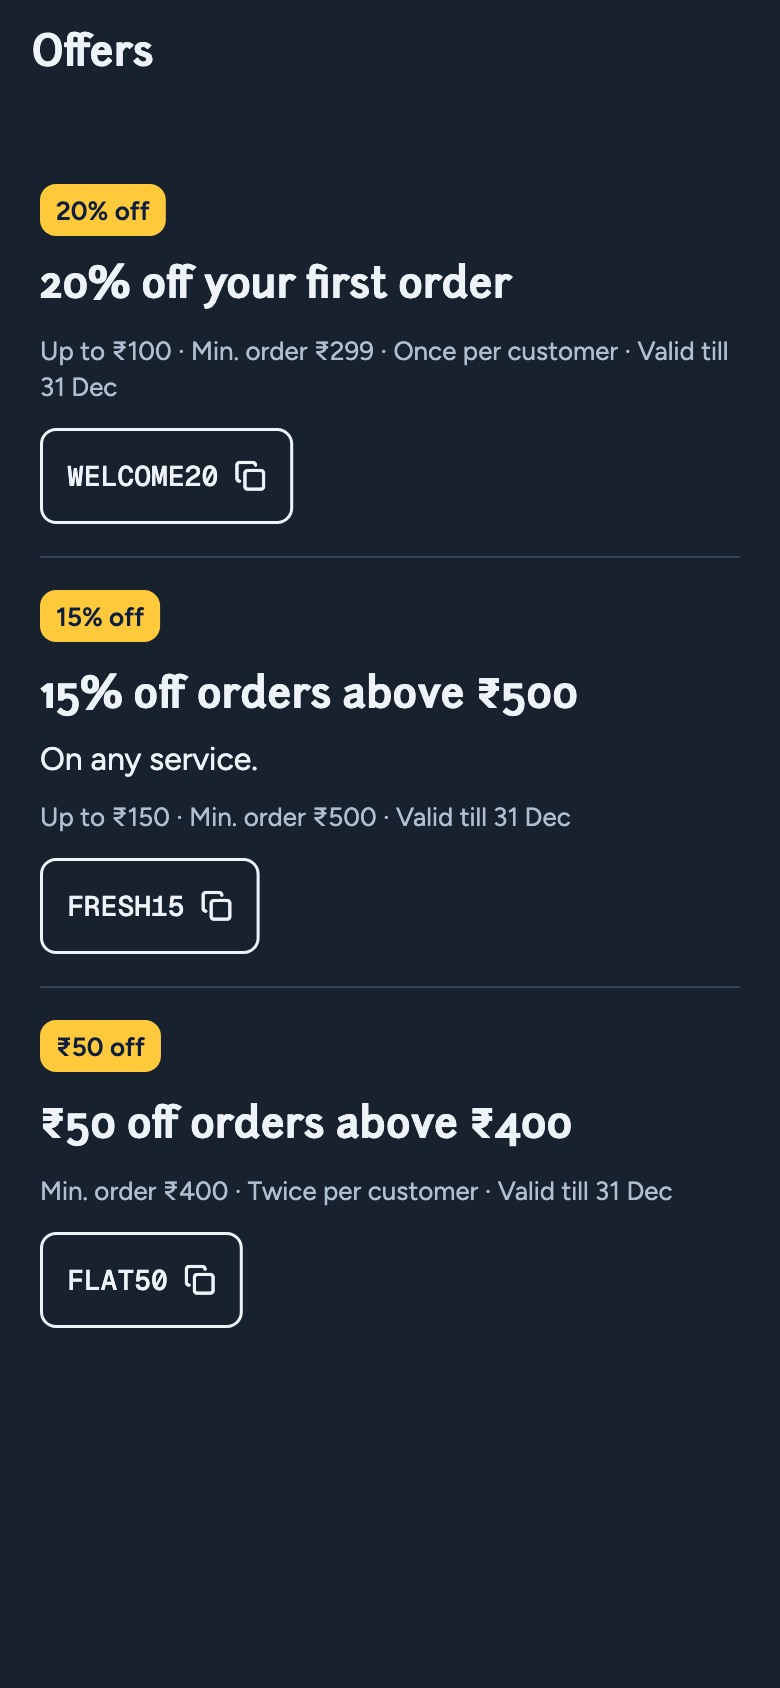 Offers
20% off
20% off your first order
Up to ₹100 · Min. order ₹299 · Once per customer · Valid till
31 Dec
WELCOME20
15% off
15% off orders above ₹500
On any service.
Up to ₹150 · Min. order ₹500 · Valid till 31 Dec
FRESH15
₹50 off
₹50 off orders above ₹400
Min. order ₹400 · Twice per customer · Valid till 31 Dec
FLAT50